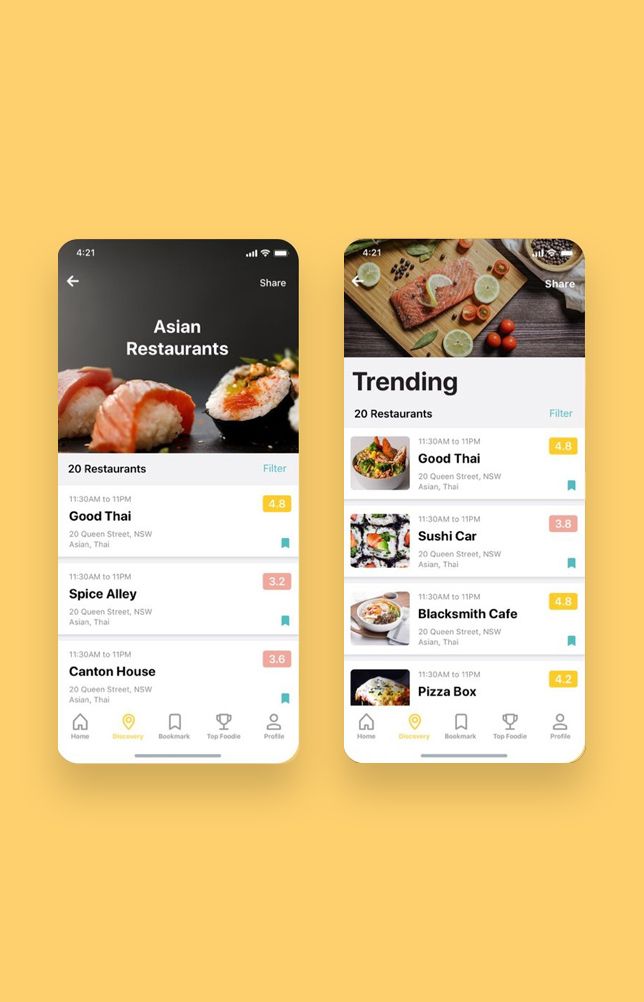 4:21
Share
Asian
Restaurants
20 Restaurants
Filter
11:30AM to 11PM
4.8
Good Thai
20 Queen Street, NSW
Asian, Thai
11:30AM to 11PM
3.2
Spice Alley
20 Queen Street, NSW
Asian, Thai
11:30AM to 11PM
3.6
Canton House
20 Queen Street, NSW
Asian, Thai
Home
Discovery
Bookmark
Top Foodie
Profile
4:21
Share
Trending
20 Restaurants
Filter
11:30AM to 11PM
4.8
Good Thai
20 Queen Street, NSW
Asian, Thai
11:30AM to 11PM
3.8
Sushi Car
20 Queen Street, NSW
Asian, Thai
11:30AM to 11PM
4.8
Blacksmith Cafe
20 Queen Street, NSW
Asian, Thai
11:30AM to 11PM
4.2
Pizza Box
Home
Discovery
Bookmark
Top Foodie
Profile